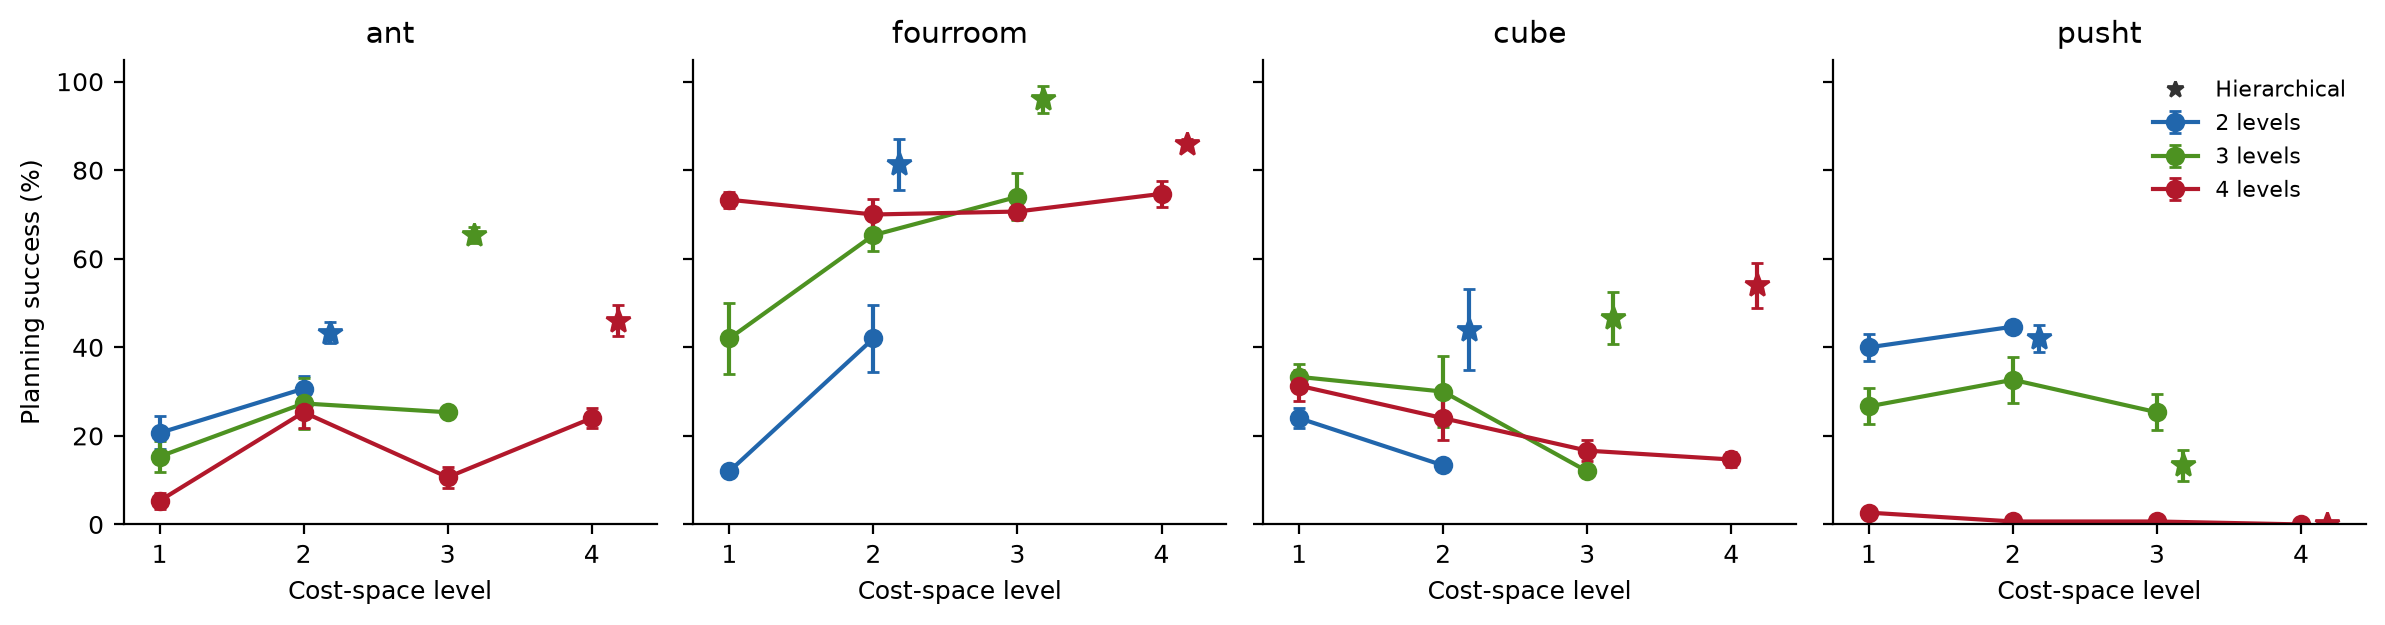 ant
fourroom
cube
pusht
Planning success (%)
100
80
60
40
20
0
1 2 3 4
1 2 3 4
1 2 3 4
1 2 3 4
Cost-space level
Cost-space level
Cost-space level
Cost-space level
Hierarchical
2 levels
3 levels
4 levels